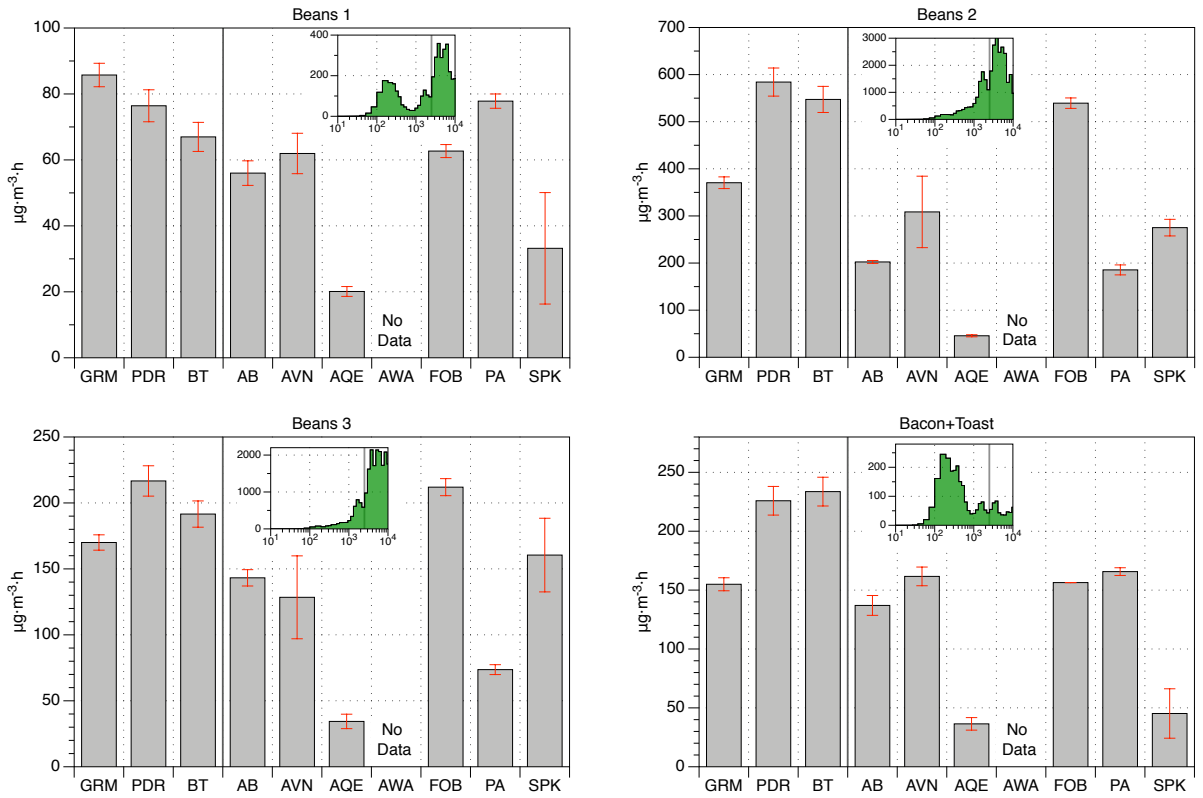 Beans 1
µg·m⁻³·h
100
80
60
40
20
0
400
200
0
10¹ 10² 10³ 10⁴
No
Data
GRM PDR BT AB AVN AQE AWA FOB PA SPK
Beans 2
µg·m⁻³·h
700
600
500
400
300
200
100
0
3000
2000
1000
0
10¹ 10² 10³ 10⁴
No
Data
GRM PDR BT AB AVN AQE AWA FOB PA SPK
Beans 3
µg·m⁻³·h
250
200
150
100
50
0
2000
1000
0
10¹ 10² 10³ 10⁴
No
Data
GRM PDR BT AB AVN AQE AWA FOB PA SPK
Bacon+Toast
µg·m⁻³·h
250
200
150
100
50
0
200
100
0
10¹ 10² 10³ 10⁴
No
Data
GRM PDR BT AB AVN AQE AWA FOB PA SPK